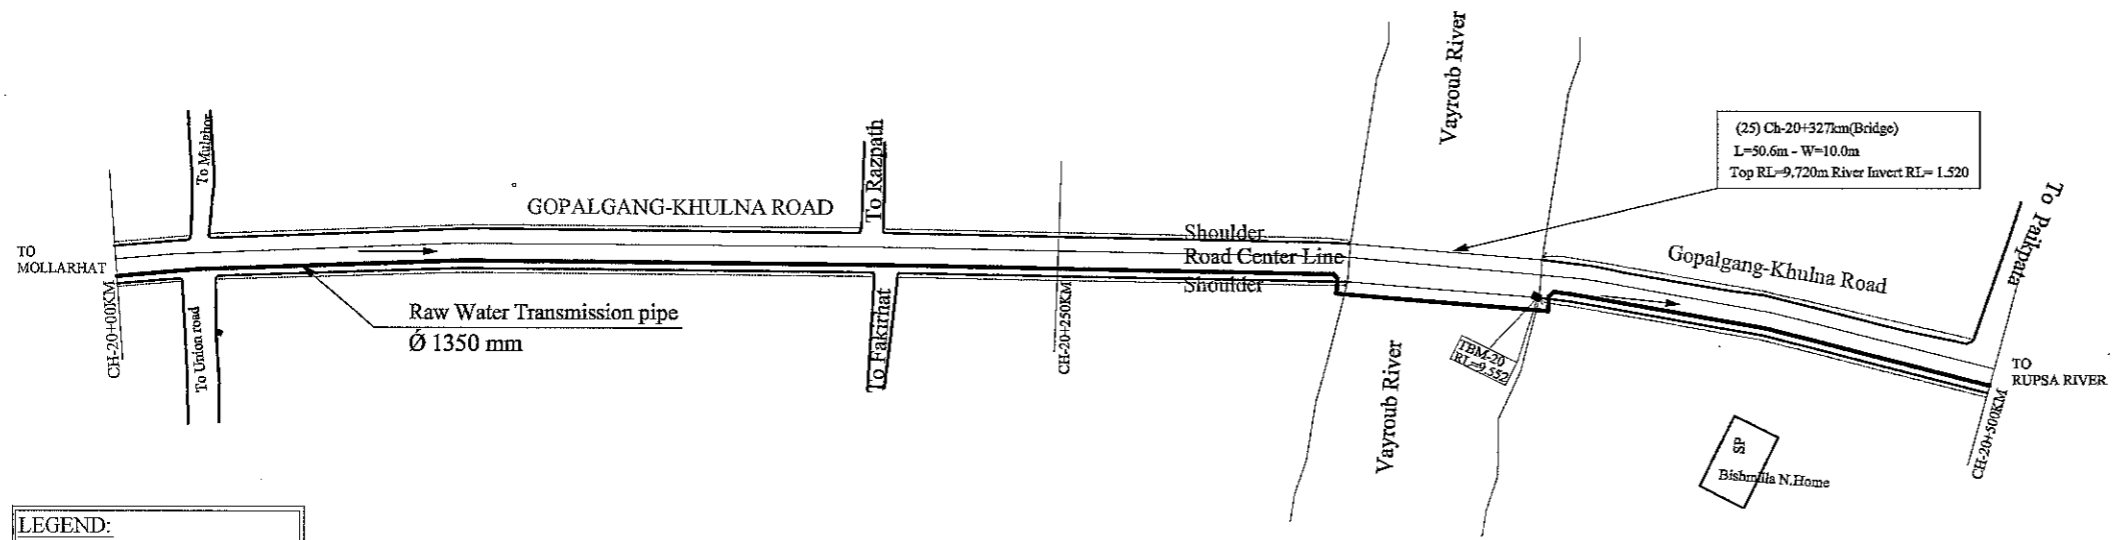 Vayroub River
(25) Ch-20+327km(Bridge)
L=50.6m - W=10.0m
Top RL=9,720m River Invert RL= 1.520
To Mulghor
To Razpath
To Paikpata
GOPALGANG-KHULNA ROAD
Shoulder
Road Center Line
Shoulder
Gopalgang-Khulna Road
TO
MOLLARHAT
CH-20+00KM
To Union road
Raw Water Transmission pipe
Ø 1350 mm
To Fakirhat
CH-20+250KM
Vayroub River
TBM-20
RL=9.552
TO
RUPSA RIVER
CH-20+500KM
SP
Bishmilla N.Home
LEGEND: